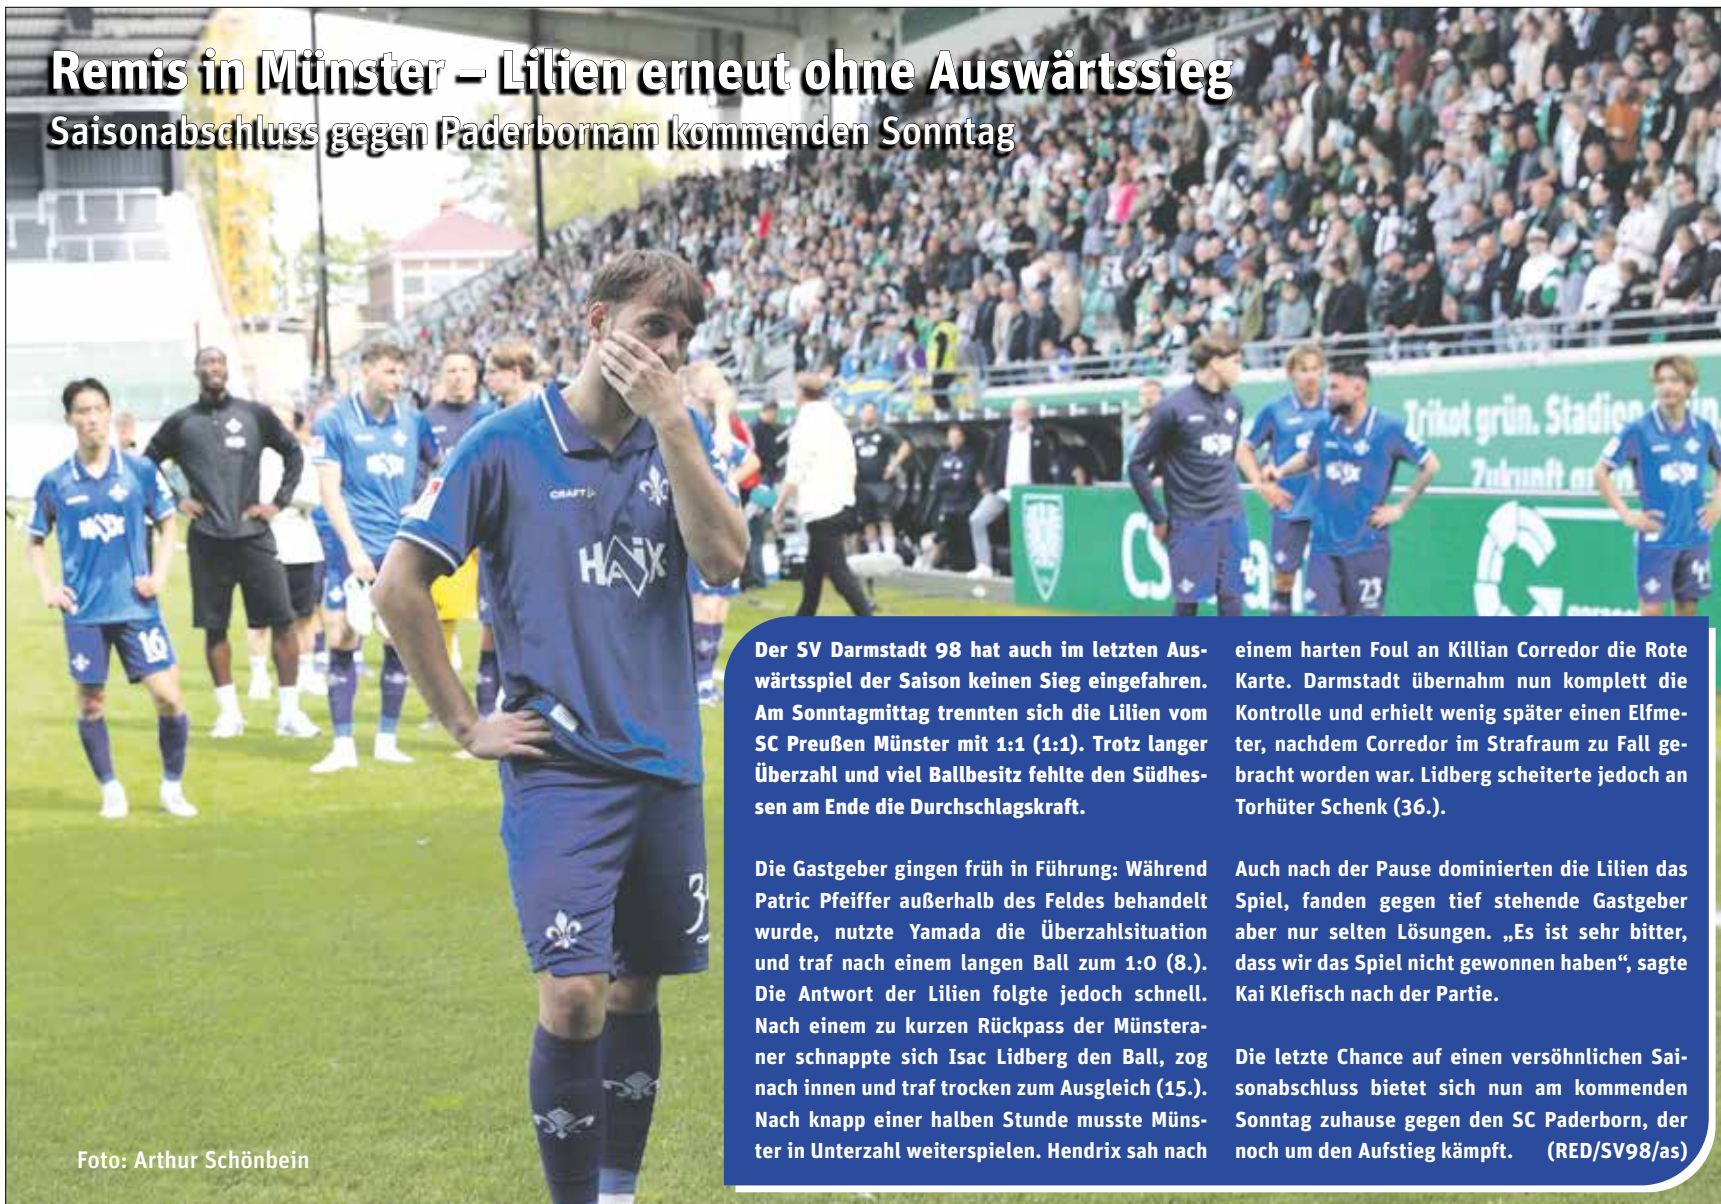 Remis in Münster – Lilien erneut ohne Auswärtssieg
Saisonabschluss gegen Paderbornam kommenden Sonntag
Trikot grün. Stadion
Zukunft
CRAFT
HAIX
16
23
Der SV Darmstadt 98 hat auch im letzten Aus-
wärtsspiel der Saison keinen Sieg eingefahren.
Am Sonntagmittag trennten sich die Lilien vom
SC Preußen Münster mit 1:1 (1:1). Trotz langer
Überzahl und viel Ballbesitz fehlte den Südhes-
sen am Ende die Durchschlagskraft.
Die Gastgeber gingen früh in Führung: Während
Patric Pfeiffer außerhalb des Feldes behandelt
wurde, nutzte Yamada die Überzahlsituation
und traf nach einem langen Ball zum 1:0 (8.).
Die Antwort der Lilien folgte jedoch schnell.
Nach einem zu kurzen Rückpass der Münstera-
ner schnappte sich Isac Lidberg den Ball, zog
nach innen und traf trocken zum Ausgleich (15.).
Nach knapp einer halben Stunde musste Müns-
ter in Unterzahl weiterspielen. Hendrix sah nach
einem harten Foul an Killian Corredor die Rote
Karte. Darmstadt übernahm nun komplett die
Kontrolle und erhielt wenig später einen Elfme-
ter, nachdem Corredor im Strafraum zu Fall ge-
bracht worden war. Lidberg scheiterte jedoch an
Torhüter Schenk (36.).
Auch nach der Pause dominierten die Lilien das
Spiel, fanden gegen tief stehende Gastgeber
aber nur selten Lösungen. „Es ist sehr bitter,
dass wir das Spiel nicht gewonnen haben“, sagte
Kai Klefisch nach der Partie.
Die letzte Chance auf einen versöhnlichen Sai-
sonabschluss bietet sich nun am kommenden
Sonntag zuhause gegen den SC Paderborn, der
noch um den Aufstieg kämpft. (RED/SV98/as)
Foto: Arthur Schönbein